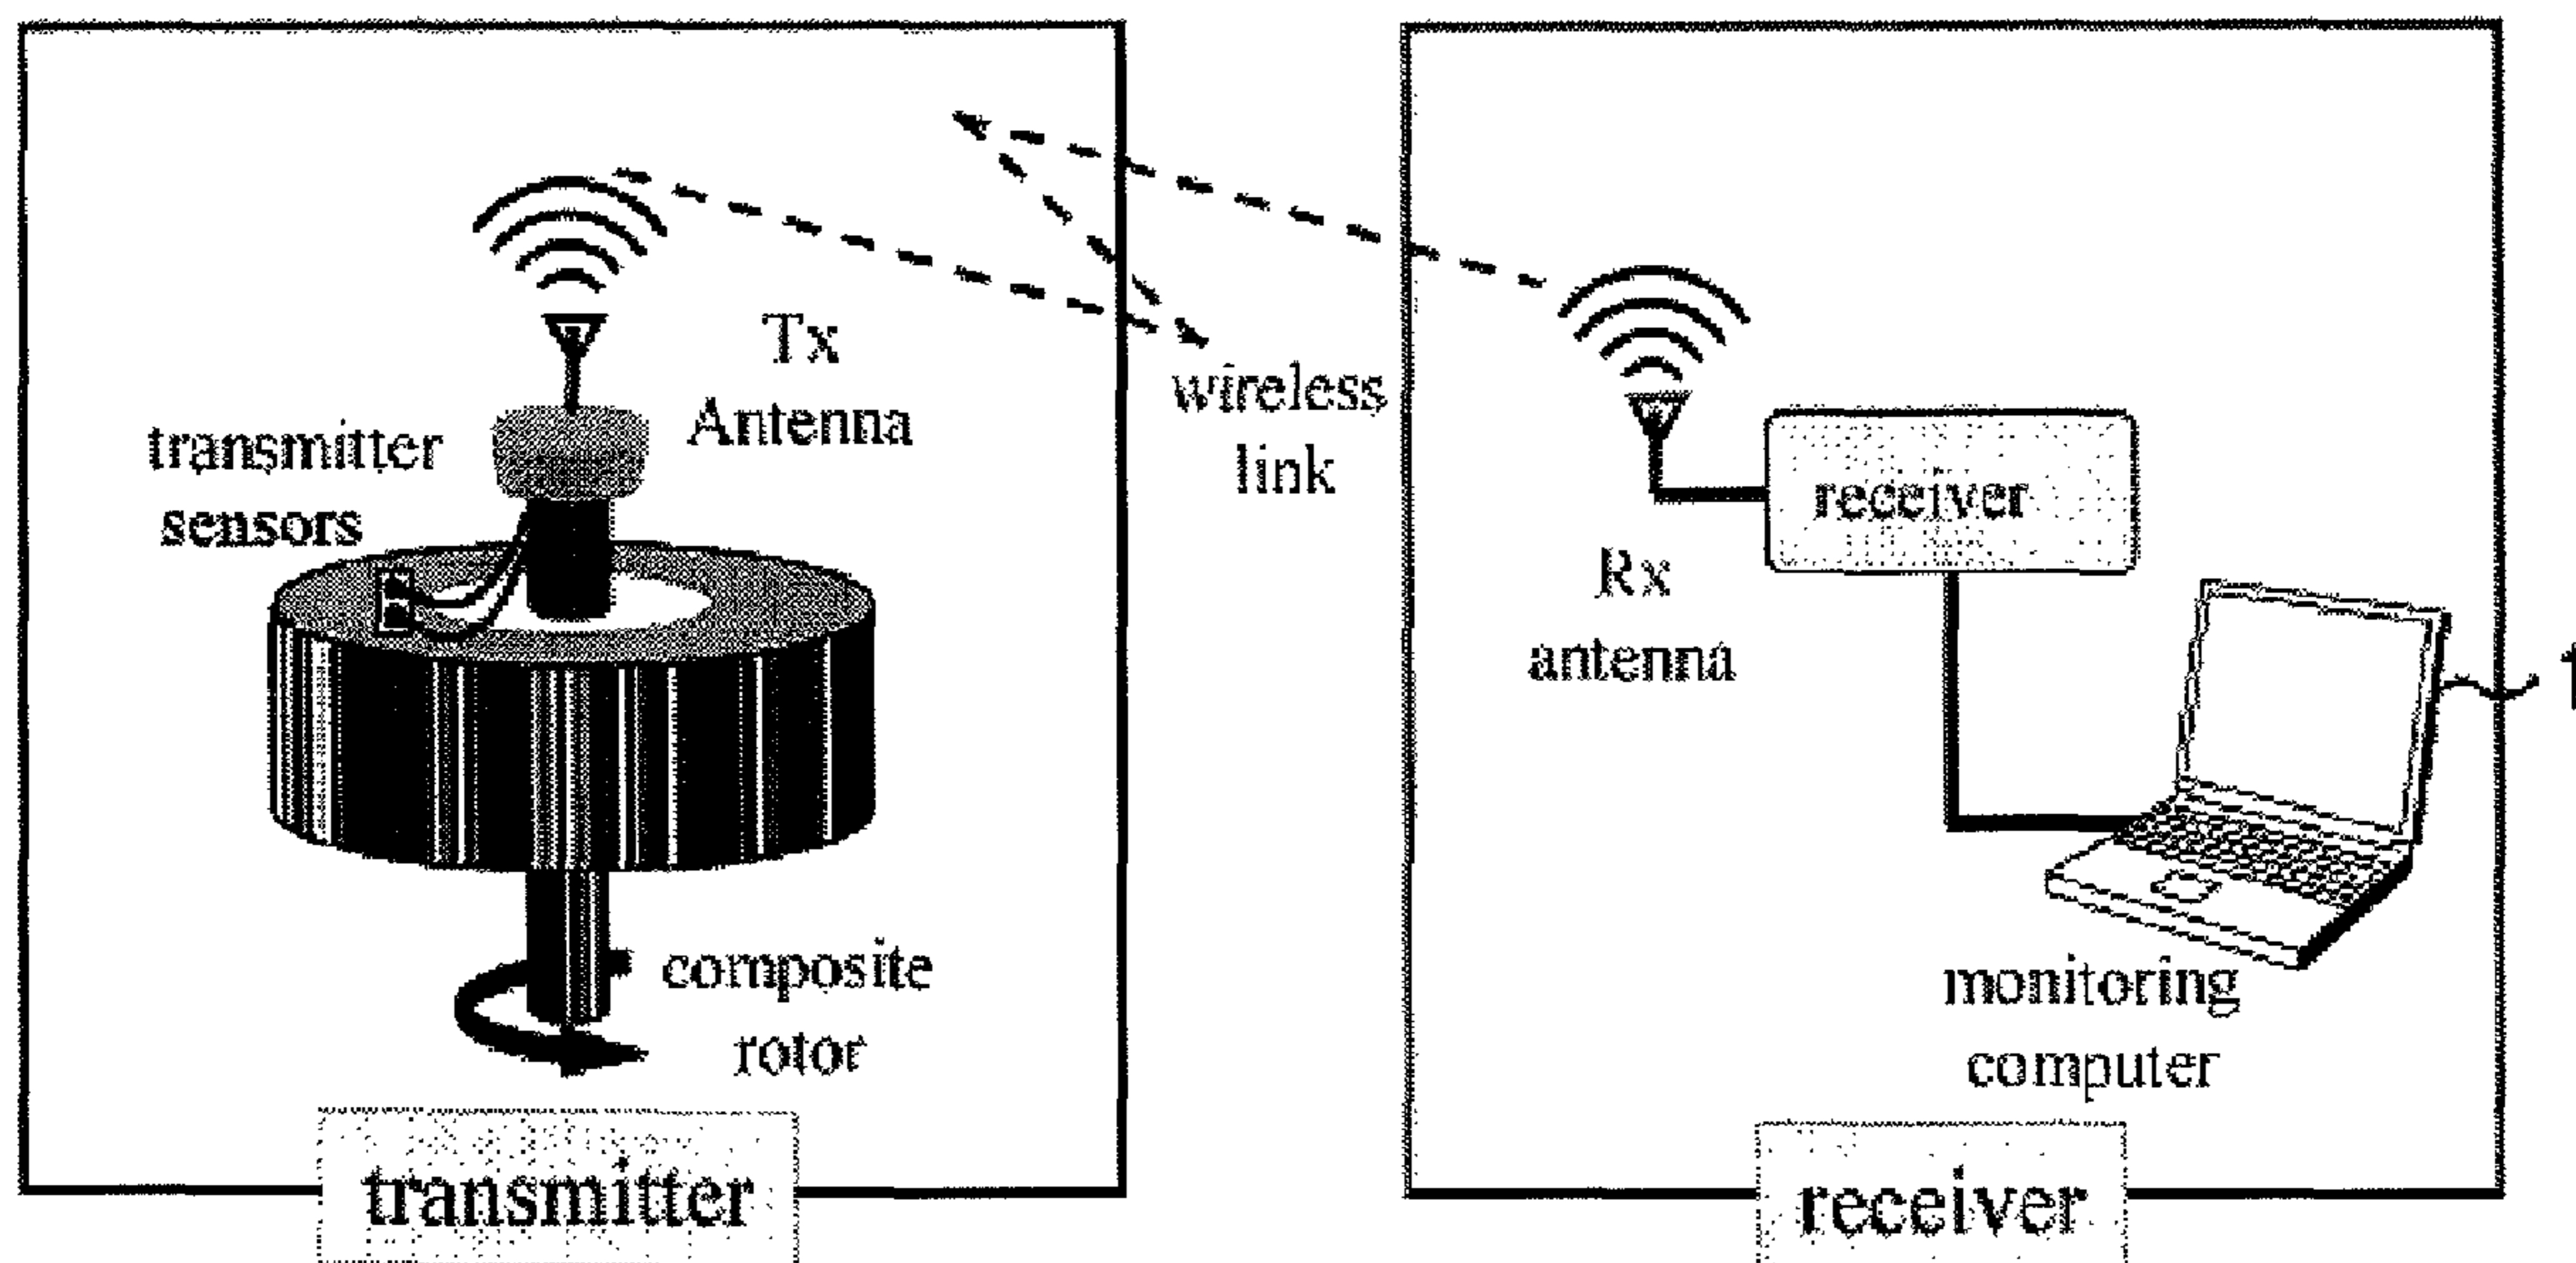 Tx
Antenna
transmitter
sensors
wireless
link
receiver
Rx
antenna
composite
rotor
monitoring
computer
transmitter
receiver